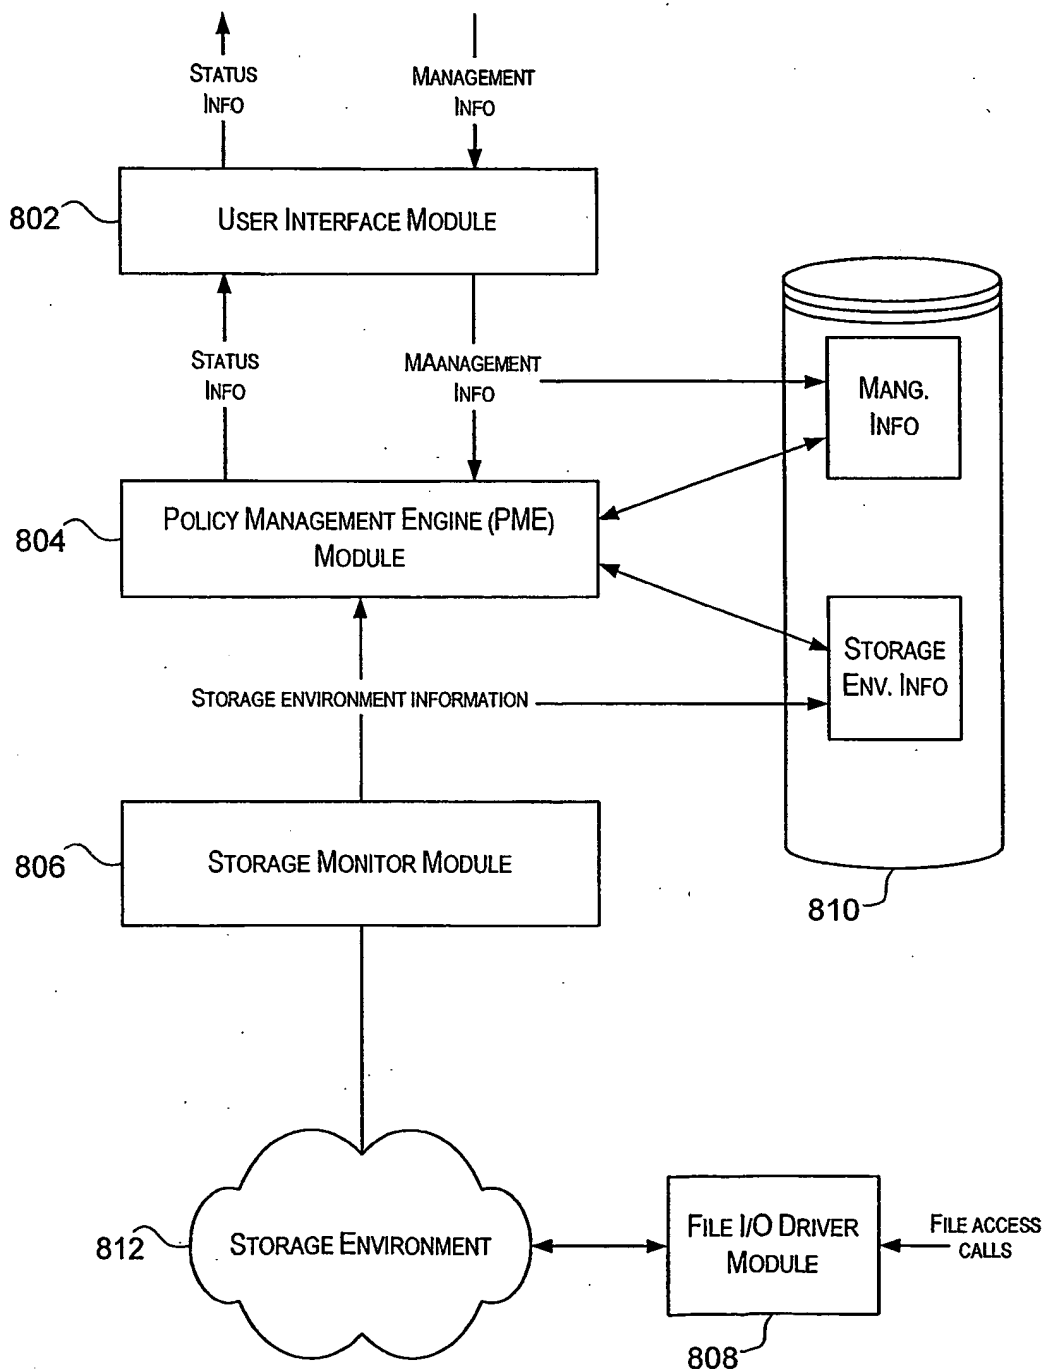 STATUS
INFO
MANAGEMENT
INFO
802
USER INTERFACE MODULE
STATUS
INFO
MAANAGEMENT
INFO
MANG.
INFO
804
POLICY MANAGEMENT ENGINE (PME)
MODULE
STORAGE
ENV. INFO
STORAGE ENVIRONMENT INFORMATION
806
STORAGE MONITOR MODULE
810
812
STORAGE ENVIRONMENT
FILE I/O DRIVER
MODULE
FILE ACCESS
CALLS
808